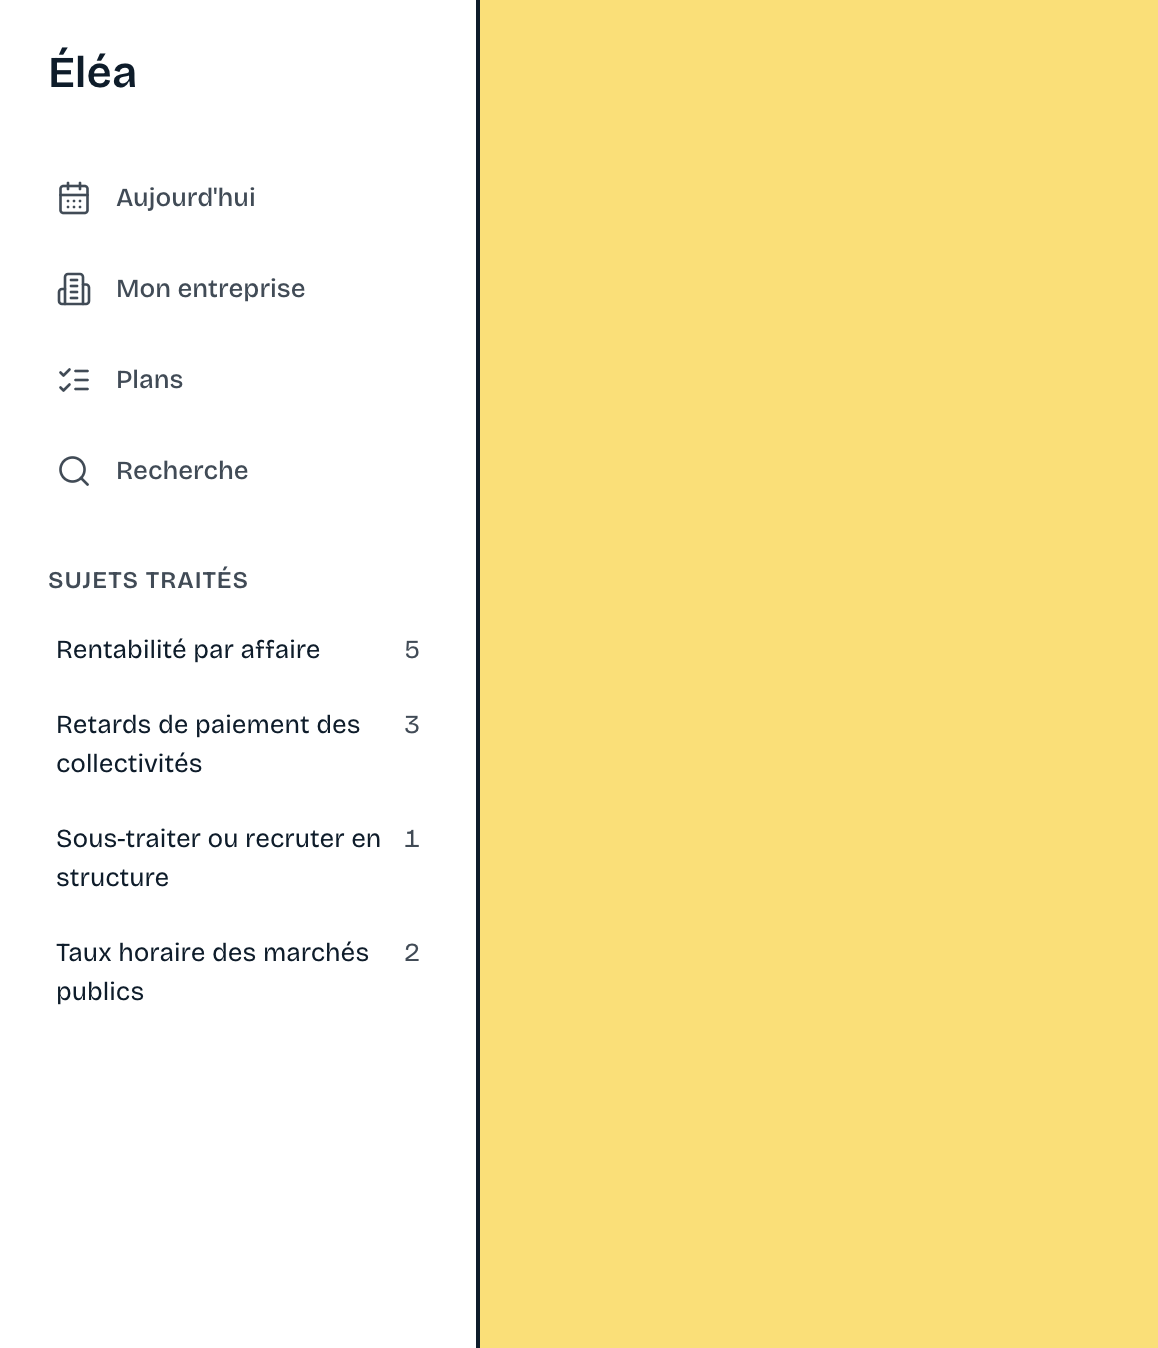 Éléa
Aujourd'hui
Mon entreprise
Plans
Recherche
SUJETS TRAITÉS
Rentabilité par affaire 5
Retards de paiement des 3
collectivités
Sous-traiter ou recruter en 1
structure
Taux horaire des marchés 2
publics